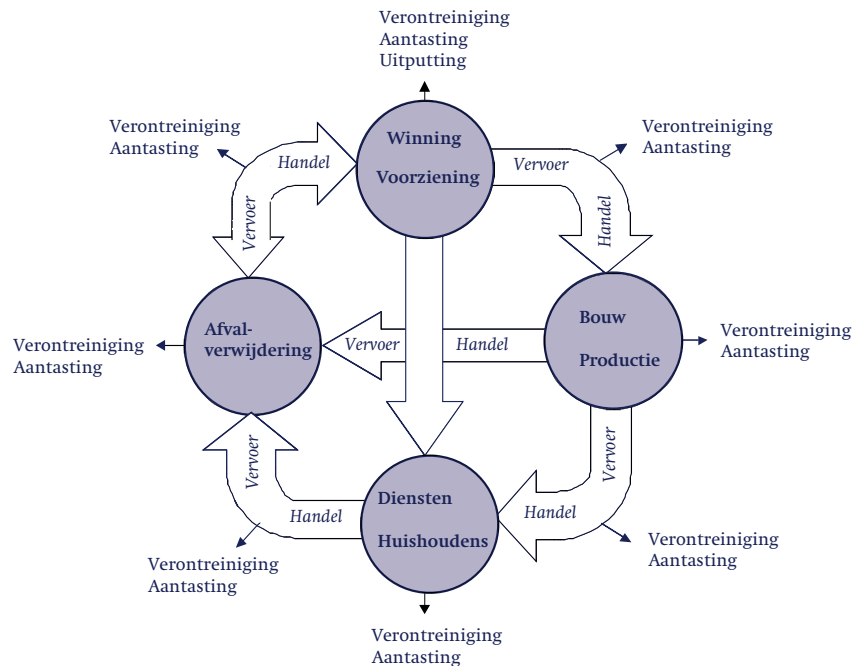 Verontreiniging
Aantasting
Uitputting
Verontreiniging
Aantasting
Handel
Vervoer
Winning
Voorziening
Vervoer
Handel
Verontreiniging
Aantasting
Verontreiniging
Aantasting
Afval-
verwijdering
Vervoer
Handel
Bouw
Productie
Verontreiniging
Aantasting
Vervoer
Handel
Diensten
Huishoudens
Handel
Vervoer
Verontreiniging
Aantasting
Verontreiniging
Aantasting
Verontreiniging
Aantasting